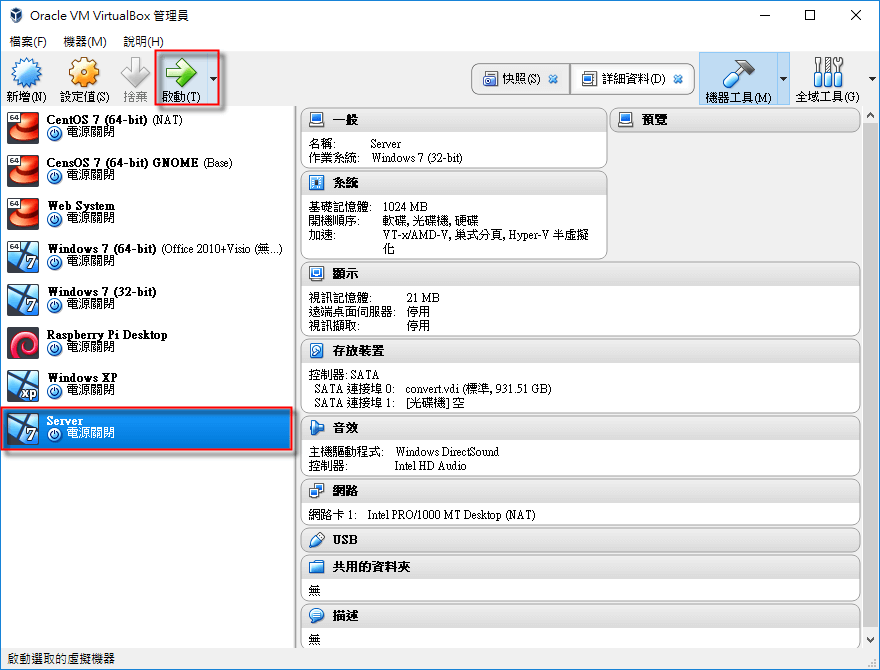 Oracle VM VirtualBox 管理員
檔案(F) 機器(M) 說明(H)
新增(N) 設定值(S) 捨棄 啟動(T)
快照(S) 詳細資料(D)
機器工具(M) 全域工具(G)
64 CentOS 7 (64-bit) (NAT)
電源關閉
64 CensOS 7 (64-bit) GNOME (Base)
電源關閉
64 Web System
電源關閉
64 Windows 7 (64-bit) (Office 2010+Visio (無...)
7 電源關閉
Windows 7 (32-bit)
7 電源關閉
Raspberry Pi Desktop
電源關閉
Windows XP
xp 電源關閉
Server
7 電源關閉
一般
名稱: Server
作業系統: Windows 7 (32-bit)
預覽
系統
基礎記憶體: 1024 MB
開機順序: 軟碟, 光碟機, 硬碟
加速: VT-x/AMD-V, 巢式分頁, Hyper-V 半虛擬
化
顯示
視訊記憶體: 21 MB
遠端桌面伺服器: 停用
視訊擷取: 停用
存放裝置
控制器: SATA
SATA 連接埠 0: convert.vdi (標準, 931.51 GB)
SATA 連接埠 1: [光碟機] 空
音效
主機驅動程式: Windows DirectSound
控制器: Intel HD Audio
網路
網路卡 1: Intel PRO/1000 MT Desktop (NAT)
USB
共用的資料夾
無
描述
無
啟動選取的虛擬機器